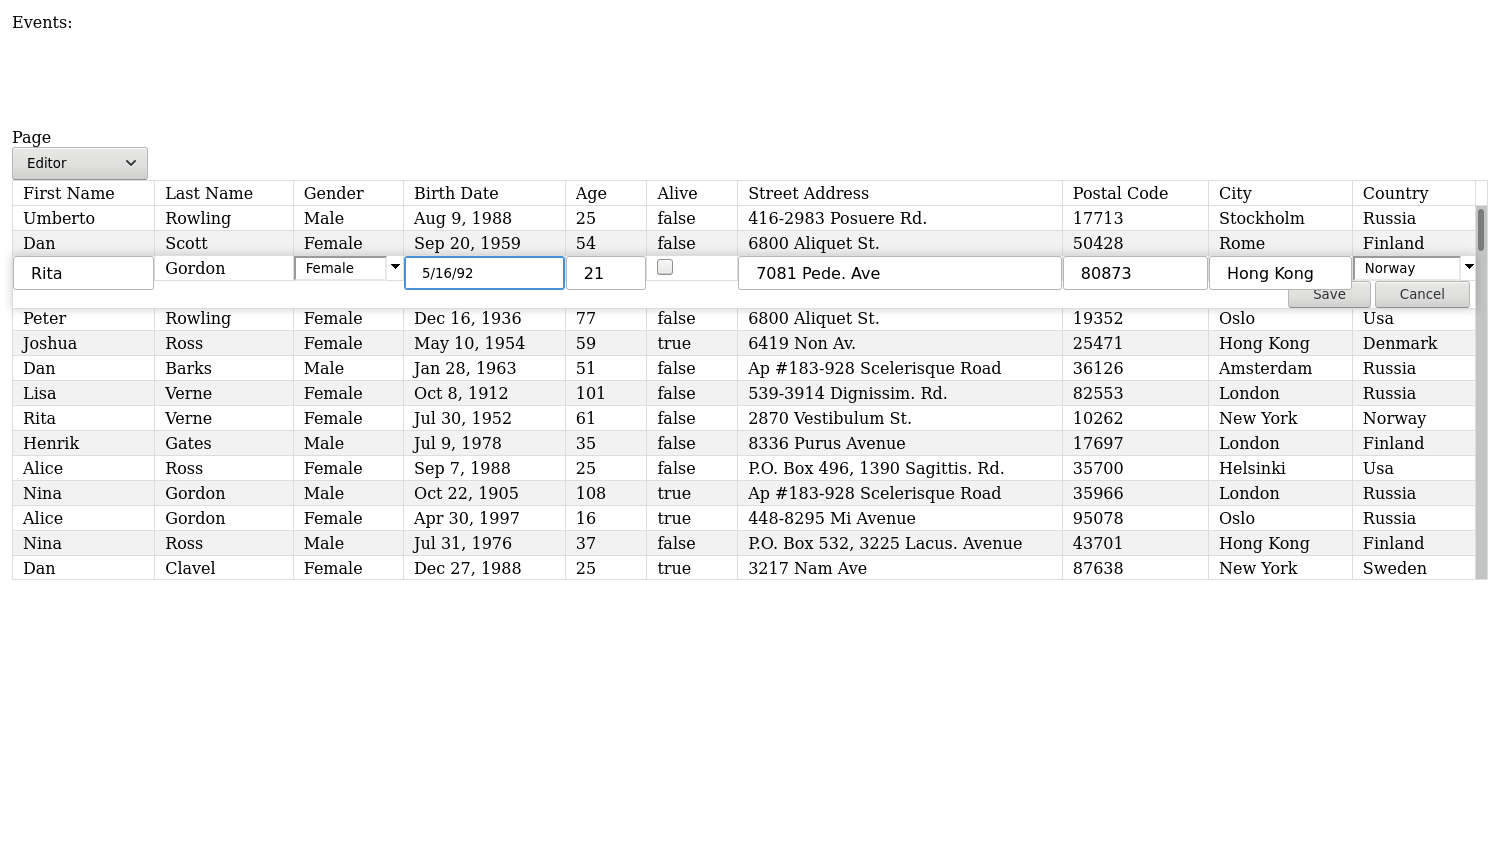 Events:
Page
Editor
First Name Last Name Gender Birth Date Age Alive Street Address Postal Code City Country
Umberto Rowling Male Aug 9, 1988 25 false 416-2983 Posuere Rd. 17713 Stockholm Russia
Dan Scott Female Sep 20, 1959 54 false 6800 Aliquet St. 50428 Rome Finland
Rita Gordon Female 5/16/92 21 7081 Pede. Ave 80873 Hong Kong Norway
Save Cancel
Peter Rowling Female Dec 16, 1936 77 false 6800 Aliquet St. 19352 Oslo Usa
Joshua Ross Female May 10, 1954 59 true 6419 Non Av. 25471 Hong Kong Denmark
Dan Barks Male Jan 28, 1963 51 false Ap #183-928 Scelerisque Road 36126 Amsterdam Russia
Lisa Verne Female Oct 8, 1912 101 false 539-3914 Dignissim. Rd. 82553 London Russia
Rita Verne Female Jul 30, 1952 61 false 2870 Vestibulum St. 10262 New York Norway
Henrik Gates Male Jul 9, 1978 35 false 8336 Purus Avenue 17697 London Finland
Alice Ross Female Sep 7, 1988 25 false P.O. Box 496, 1390 Sagittis. Rd. 35700 Helsinki Usa
Nina Gordon Male Oct 22, 1905 108 true Ap #183-928 Scelerisque Road 35966 London Russia
Alice Gordon Female Apr 30, 1997 16 true 448-8295 Mi Avenue 95078 Oslo Russia
Nina Ross Male Jul 31, 1976 37 false P.O. Box 532, 3225 Lacus. Avenue 43701 Hong Kong Finland
Dan Clavel Female Dec 27, 1988 25 true 3217 Nam Ave 87638 New York Sweden